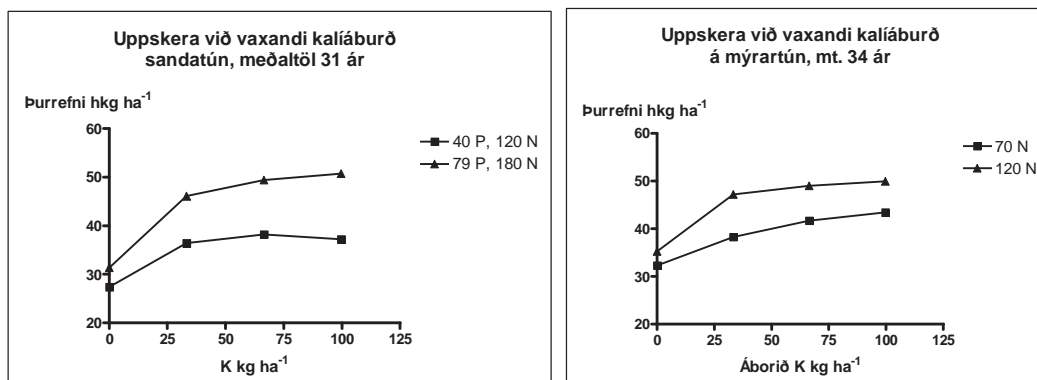 Uppskera við vaxandi kalíáburð
sandatún, meðaltöl 31 ár
Þurrefni hkg ha-1
60
50
40
30
20
0
25
50
75
100
125
K kg ha-1
40 P, 120 N
79 P, 180 N
Uppskera við vaxandi kalíáburð
á mýrartún, mt. 34 ár
Þurrefni hkg ha-1
60
50
40
30
20
0
25
50
75
100
125
Áborið K kg ha-1
70 N
120 N